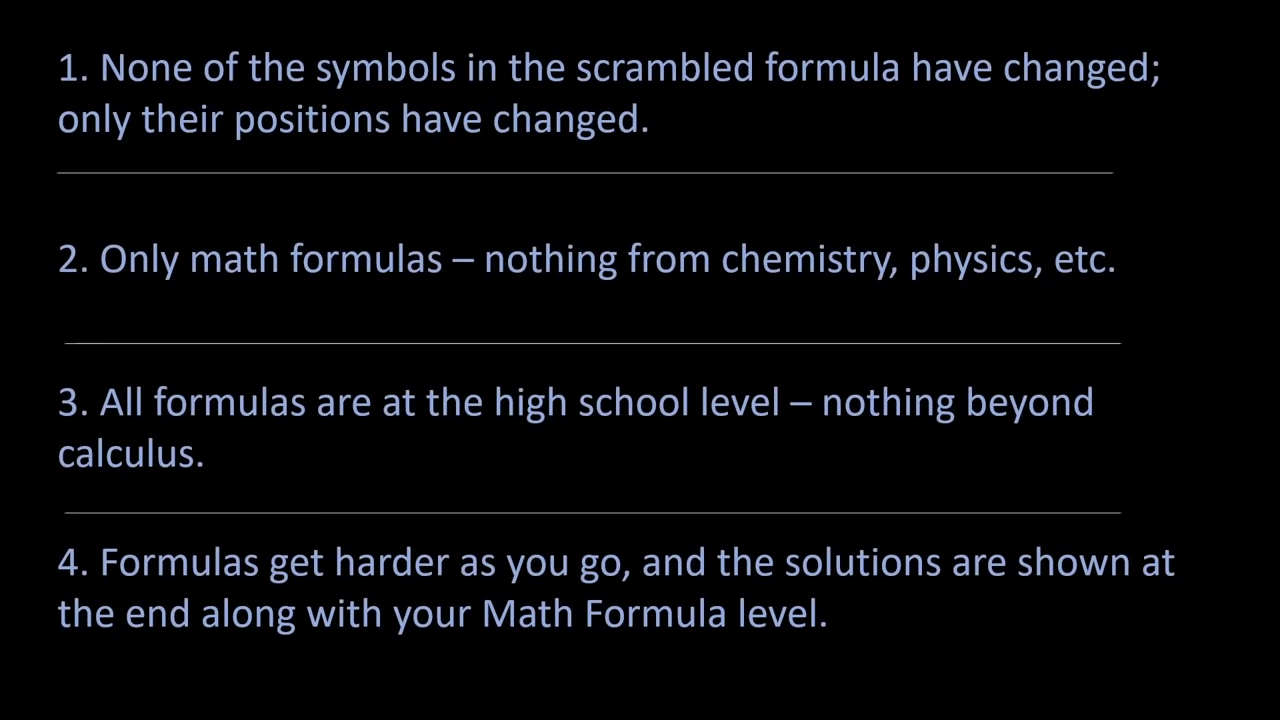 1. None of the symbols in the scrambled formula have changed;
only their positions have changed.
2. Only math formulas – nothing from chemistry, physics, etc.
3. All formulas are at the high school level – nothing beyond
calculus.
4. Formulas get harder as you go, and the solutions are shown at
the end along with your Math Formula level.